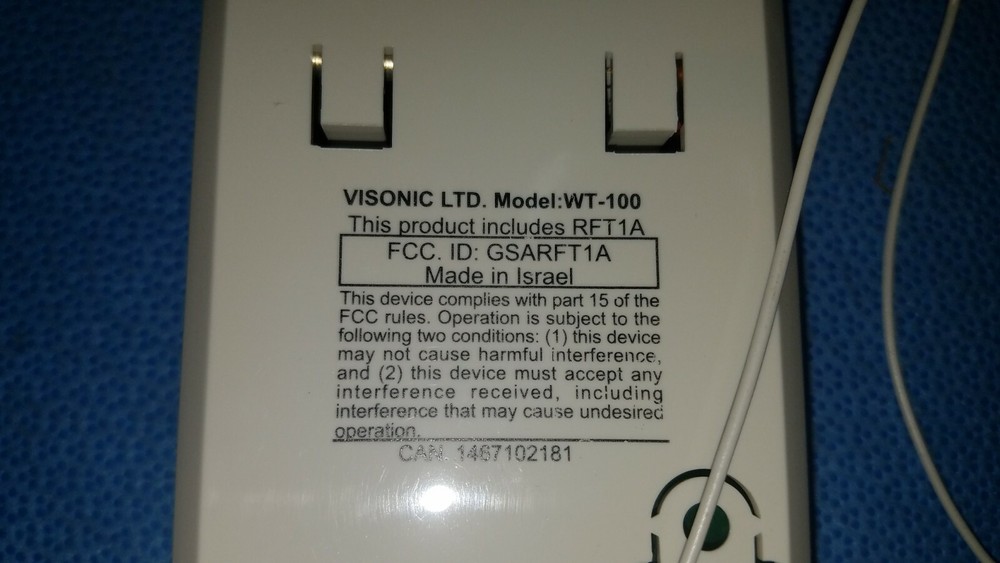 VISONIC LTD. Model:WT-100
This product includes RFT1A
FCC. ID: GSARFT1A
Made in Israel
This device complies with part 15 of the
FCC rules. Operation is subject to the
following two conditions: (1) this device
may not cause harmful interference,
and (2) this device must accept any
interference received, including
interference that may cause undesired
operation.
CAN. 1467102181